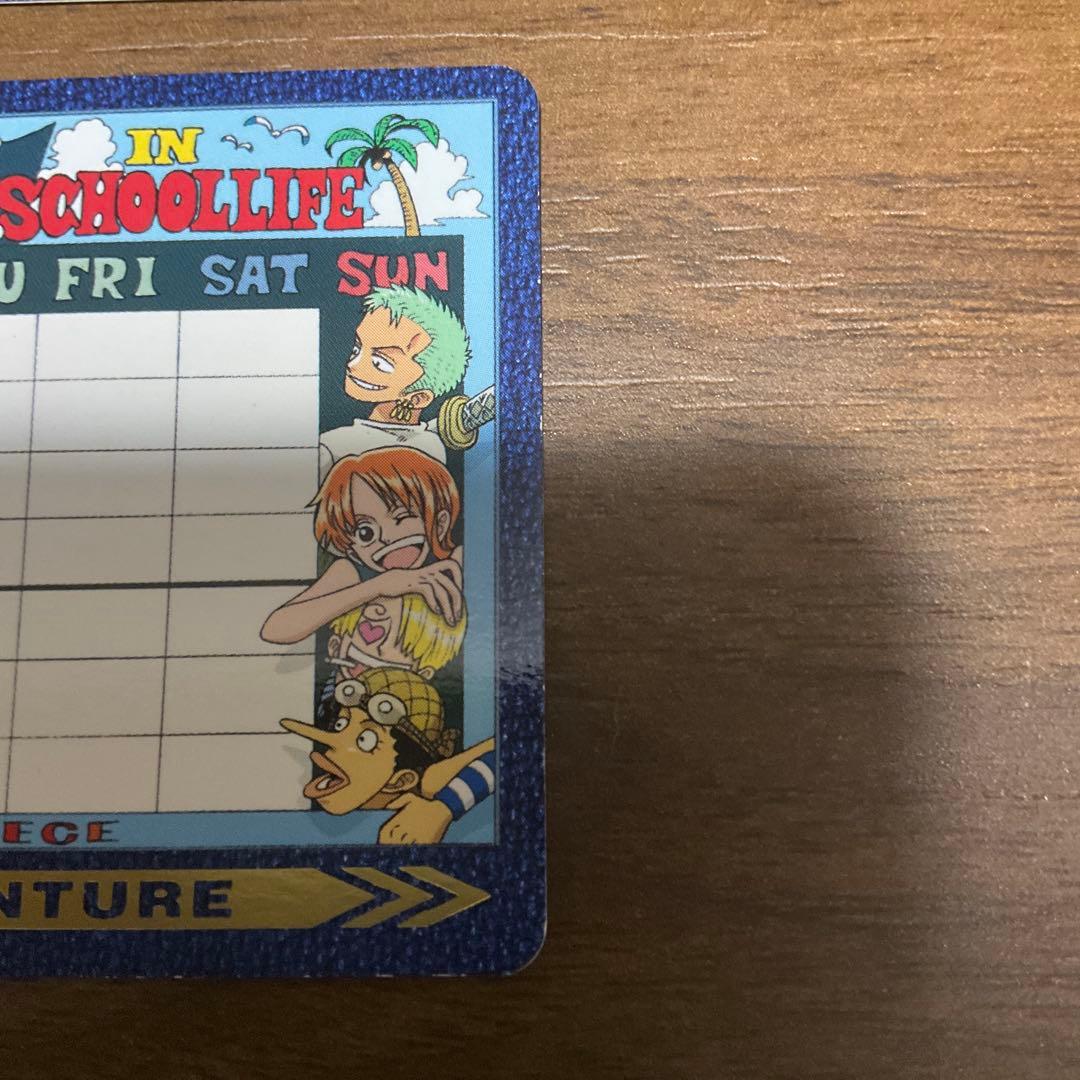 IN
SCHOOLLIFE
U FRI SAT SUN
ECE
NTURE